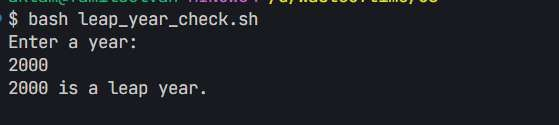 $ bash leap_year_check.sh
Enter a year:
2000
2000 is a leap year.